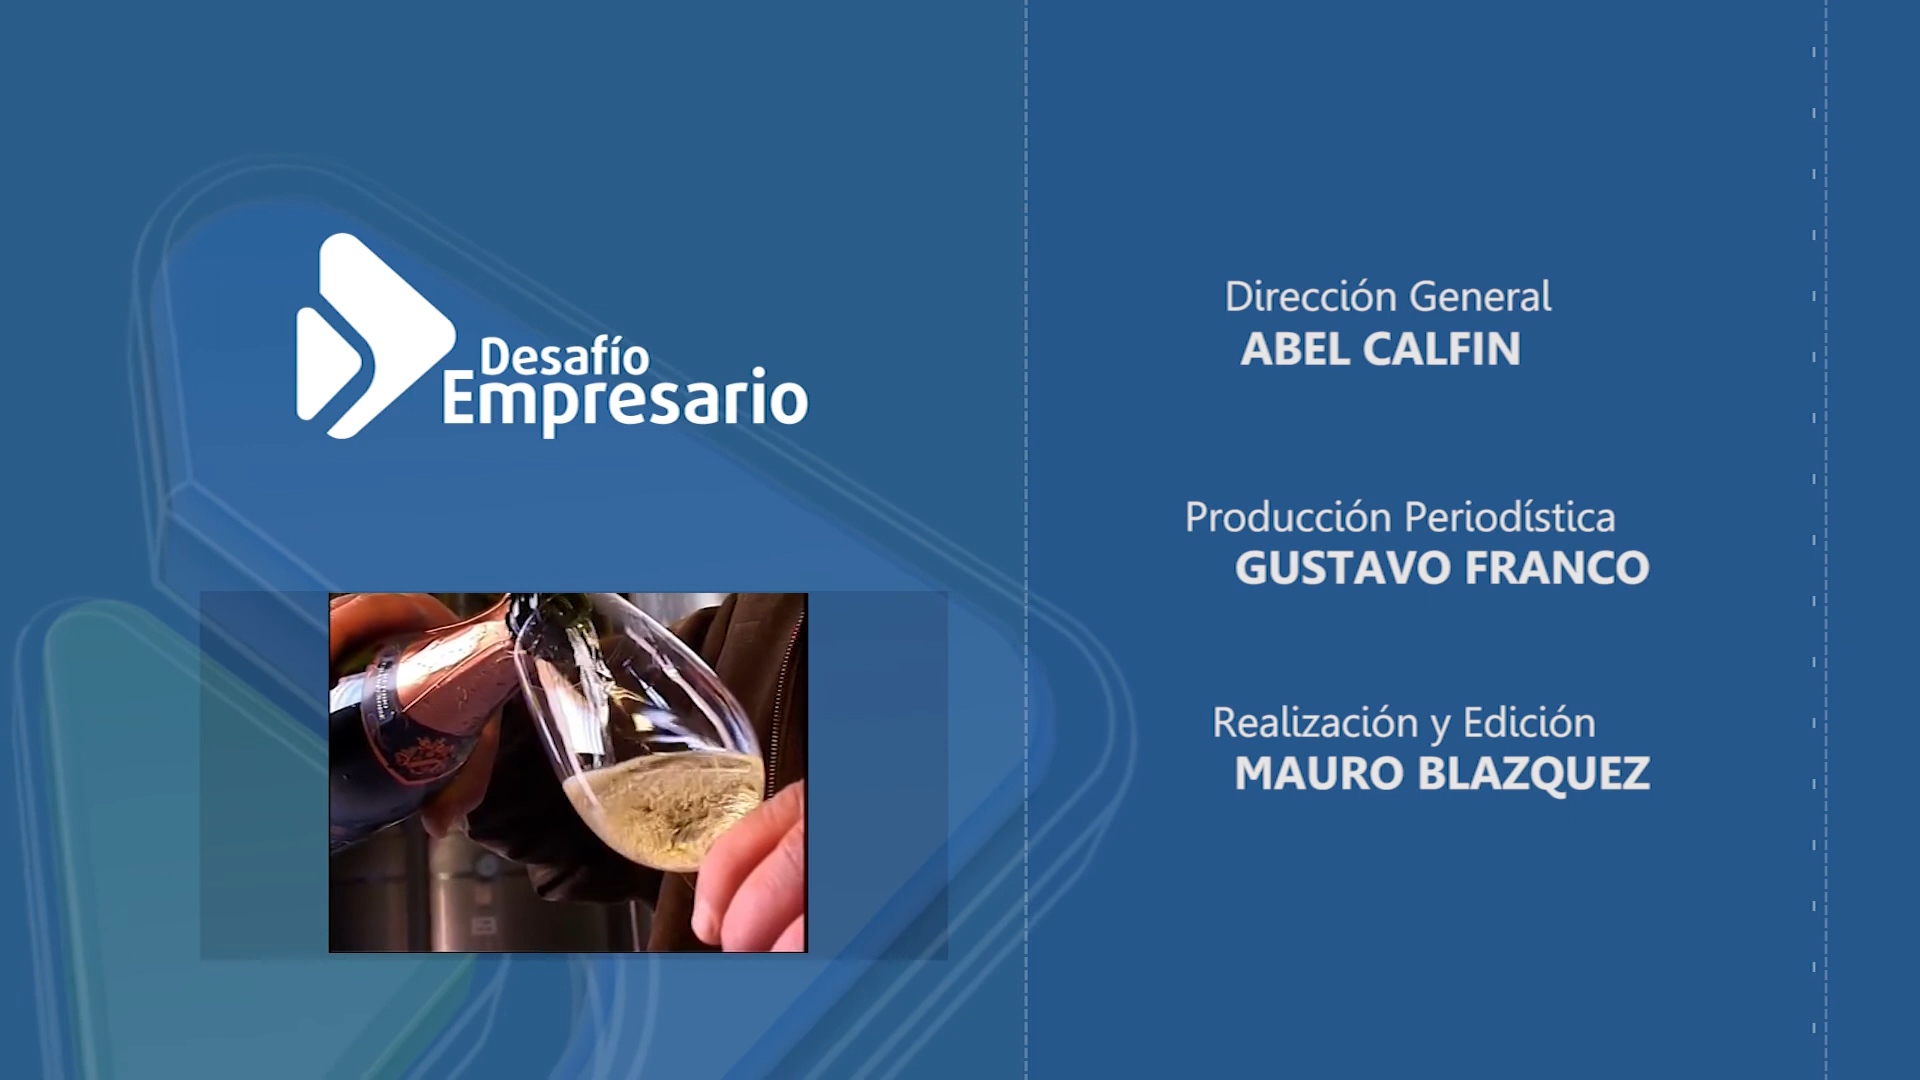 Desafío
Empresario
Dirección General
ABEL CALFIN
Producción Periodística
GUSTAVO FRANCO
Realización y Edición
MAURO BLAZQUEZ